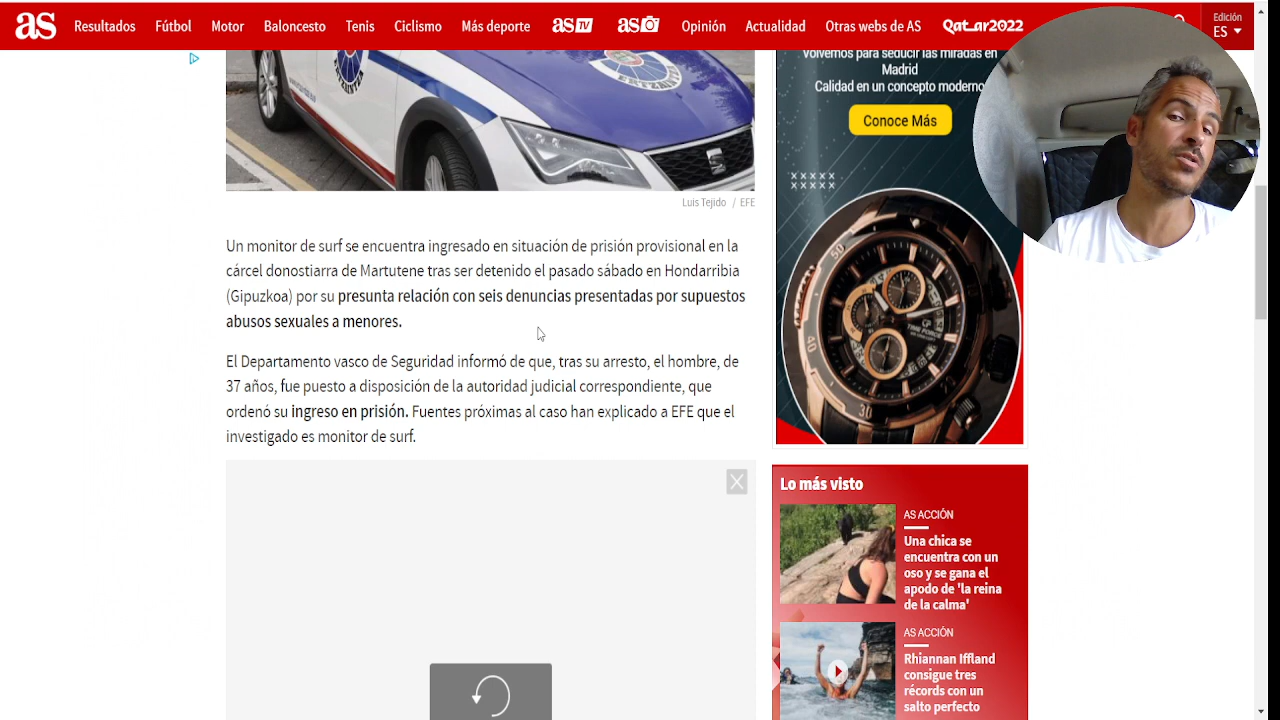 as
Resultados
Fútbol
Motor
Baloncesto
Tenis
Ciclismo
Más deporte
as TV
as
Opinión
Actualidad
Otras webs de AS
Qatar2022
Edición
ES
ERTZAINTZA
Luis Tejido / EFE
Un monitor de surf se encuentra ingresado en situación de prisión provisional en la
cárcel donostiarra de Martutene tras ser detenido el pasado sábado en Hondarribia
(Gipuzkoa) por su presunta relación con seis denuncias presentadas por supuestos
abusos sexuales a menores.
El Departamento vasco de Seguridad informó de que, tras su arresto, el hombre, de
37 años, fue puesto a disposición de la autoridad judicial correspondiente, que
ordenó su ingreso en prisión. Fuentes próximas al caso han explicado a EFE que el
investigado es monitor de surf.
Volvemos para seducir las miradas en
Madrid
Calidad en un concepto moderno
Conoce Más
50
40
30
TIME FORCE
Lo más visto
AS ACCIÓN
Una chica se
encuentra con un
oso y se gana el
apodo de 'la reina
de la calma'
AS ACCIÓN
Rhiannan Iffland
consigue tres
récords con un
salto perfecto